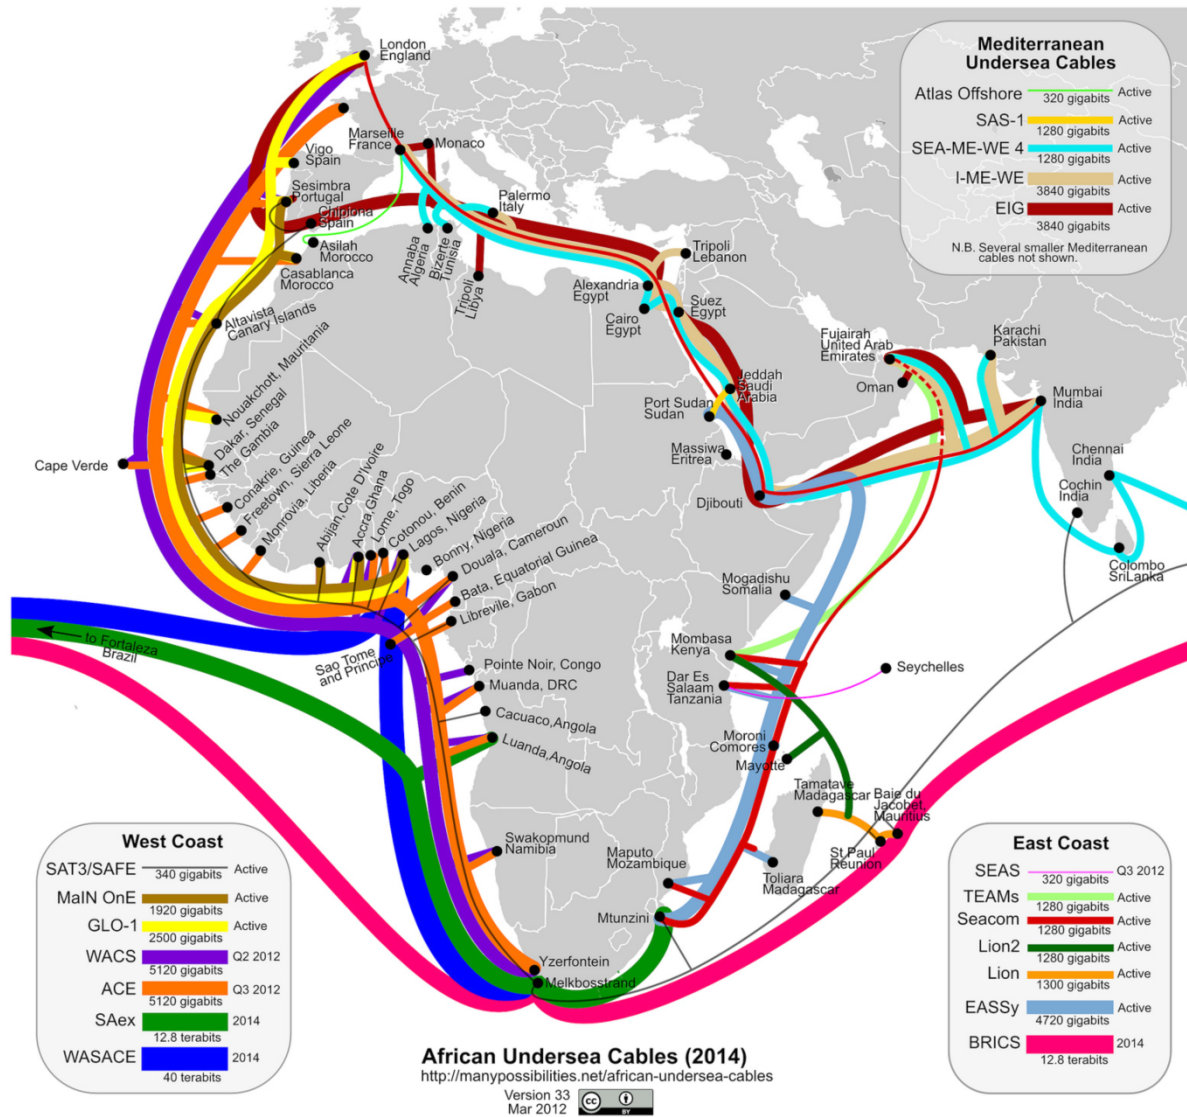 London
England
Vigo
Spain
Marseille
France
Monaco
Sesimbra
Portugal
Chipiona
Spain
Asilah
Morocco
Casablanca
Morocco
Palermo
Italy
Annaba
Algeria
Bizerte
Tunisia
Tripoli
Libya
Tripoli
Lebanon
Alexandria
Egypt
Cairo
Egypt
Suez
Egypt
Altavista
Canary Islands
Nouakchott, Mauritania
Dakar, Senegal
The Gambia
Cape Verde
Conakrie, Guinea
Freetown, Sierra Leone
Monrovia, Liberia
Abijan,Cote D'Ivoire
Accra,Ghana
Lome, Togo
Cotonou, Benin
Lagos, Nigeria
Bonny, Nigeria
Douala, Cameroun
Bata, Equatorial Guinea
Libreville, Gabon
Sao Tome
and Principe
to Fortaleza
Brazil
Pointe Noir, Congo
Muanda, DRC
Cacuaco,Angola
Luanda,Angola
Swakopmund
Namibia
Yzerfontein
Melkbosstrand
Mtunzini
Maputo
Mozambique
Toliara
Madagascar
Tamatave
Madagascar
Baie du
Jacobet,
Mauritius
St Paul
Reunion
Moroni
Comores
Mayotte
Dar Es
Salaam
Tanzania
Mombasa
Kenya
Seychelles
Mogadishu
Somalia
Djibouti
Massiwa
Eritrea
Port Sudan
Sudan
Jeddah
Saudi
Arabia
Fujairah
United Arab
Emirates
Oman
Karachi
Pakistan
Mumbai
India
Chennai
India
Cochin
India
Colombo
SriLanka
Mediterranean
Undersea Cables
Atlas Offshore 320 gigabits Active
SAS-1 1280 gigabits Active
SEA-ME-WE 4 1280 gigabits Active
I-ME-WE 3840 gigabits Active
EIG 3840 gigabits Active
N.B. Several smaller Mediterranean
cables not shown.
West Coast
SAT3/SAFE 340 gigabits Active
MaIN OnE 1920 gigabits Active
GLO-1 2500 gigabits Active
WACS 5120 gigabits Q2 2012
ACE 5120 gigabits Q3 2012
SAex 12.8 terabits 2014
WASACE 40 terabits 2014
East Coast
SEAS 320 gigabits Q3 2012
TEAMs 1280 gigabits Active
Seacom 1280 gigabits Active
Lion2 1280 gigabits Active
Lion 1300 gigabits Active
EASSy 4720 gigabits Active
BRICS 12.8 terabits 2014
African Undersea Cables (2014)
http://manypossibilities.net/african-undersea-cables
Version 33
Mar 2012
cc
BY